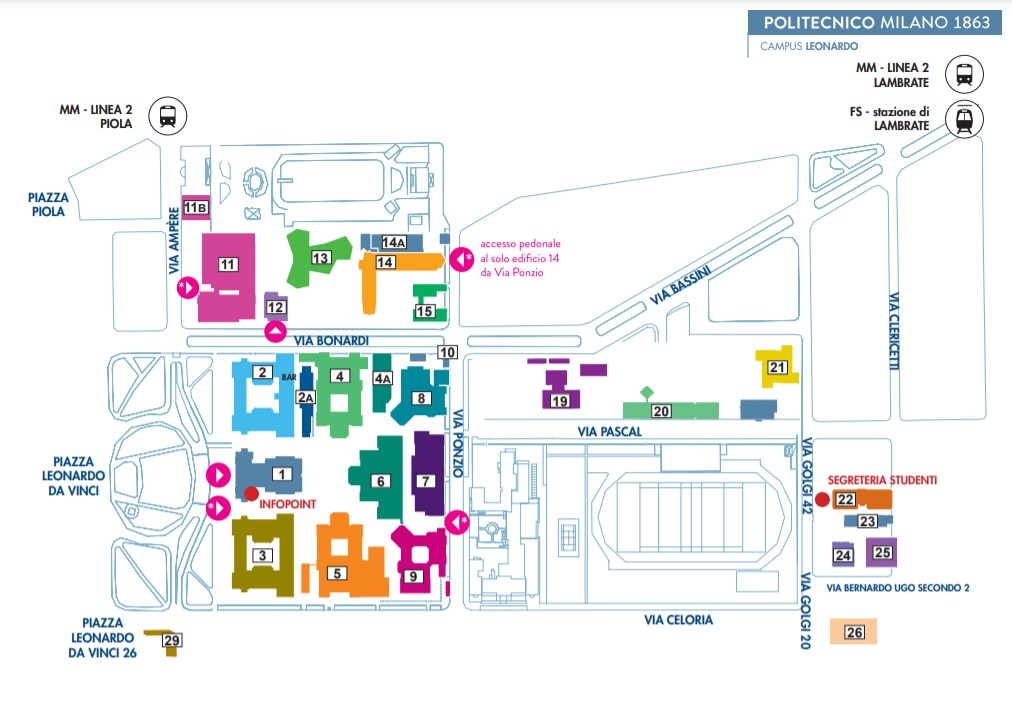 POLITECNICO MILANO 1863
CAMPUS LEONARDO
MM - LINEA 2
LAMBRATE
FS - stazione di
LAMBRATE
MM - LINEA 2
PIOLA
PIAZZA
PIOLA
VIA AMPÈRE
11B
11
12
13
14A
14
15
*
accesso pedonale
al solo edificio 14
da Via Ponzio
*
VIA BASSINI
VIA CLERICETTI
VIA BONARDI
10
2
BAR
2A
4
4A
8
VIA PONZIO
19
20
21
VIA PASCAL
PIAZZA
LEONARDO
DA VINCI
1
INFOPOINT
*
6
7
*
3
5
9
VIA GOLGI 42
SEGRETERIA STUDENTI
22
23
24
25
VIA BERNARDO UGO SECONDO 2
VIA GOLGI 20
26
VIA CELORIA
PIAZZA
LEONARDO
DA VINCI 26
29